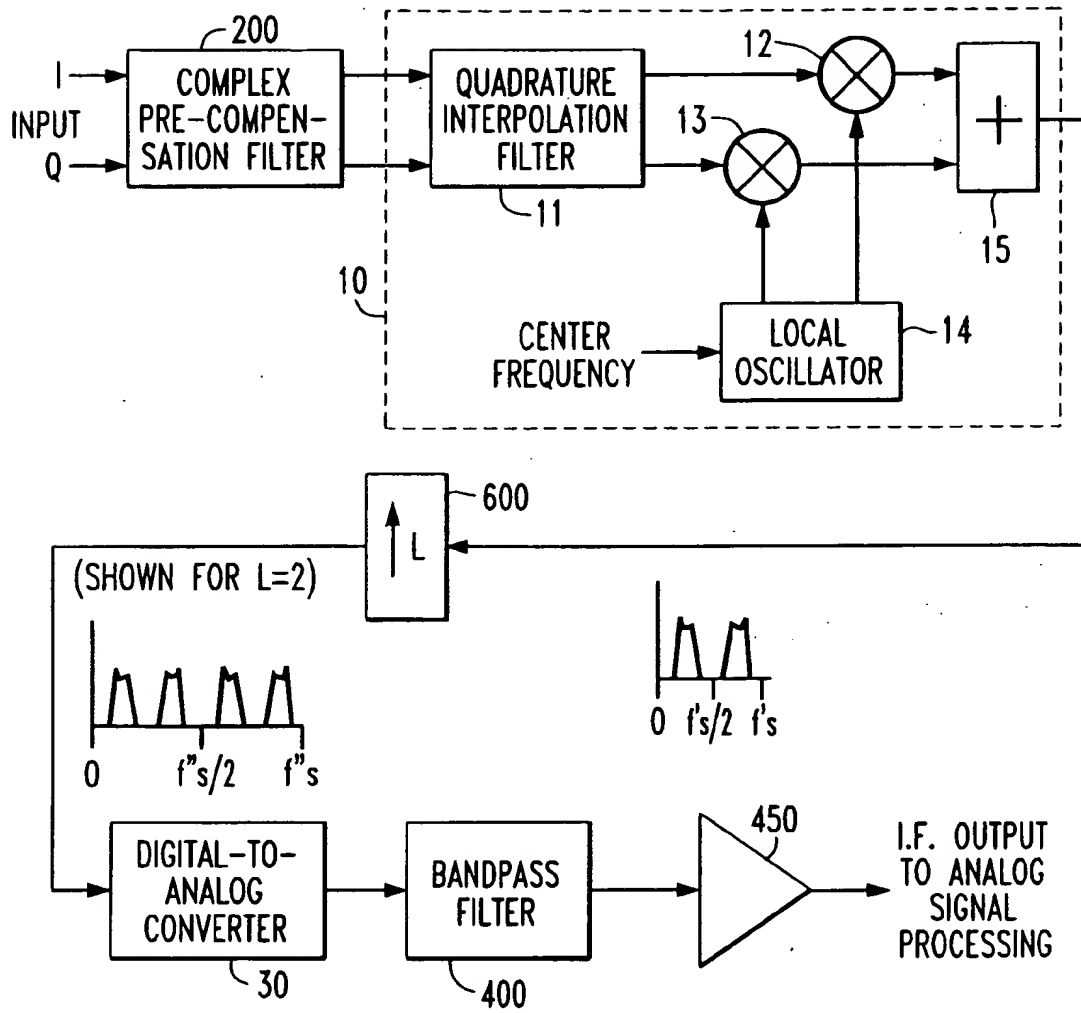 200
I
INPUT
Q
COMPLEX
PRE-COMPEN-
SATION FILTER
QUADRATURE
INTERPOLATION
FILTER
11
12
13
+
15
10
CENTER
FREQUENCY
LOCAL
OSCILLATOR
14
600
L
(SHOWN FOR L=2)
0
f"s/2
f"s
0
f's/2
f's
DIGITAL-TO-
ANALOG
CONVERTER
30
BANDPASS
FILTER
400
450
I.F. OUTPUT
TO ANALOG
SIGNAL
PROCESSING